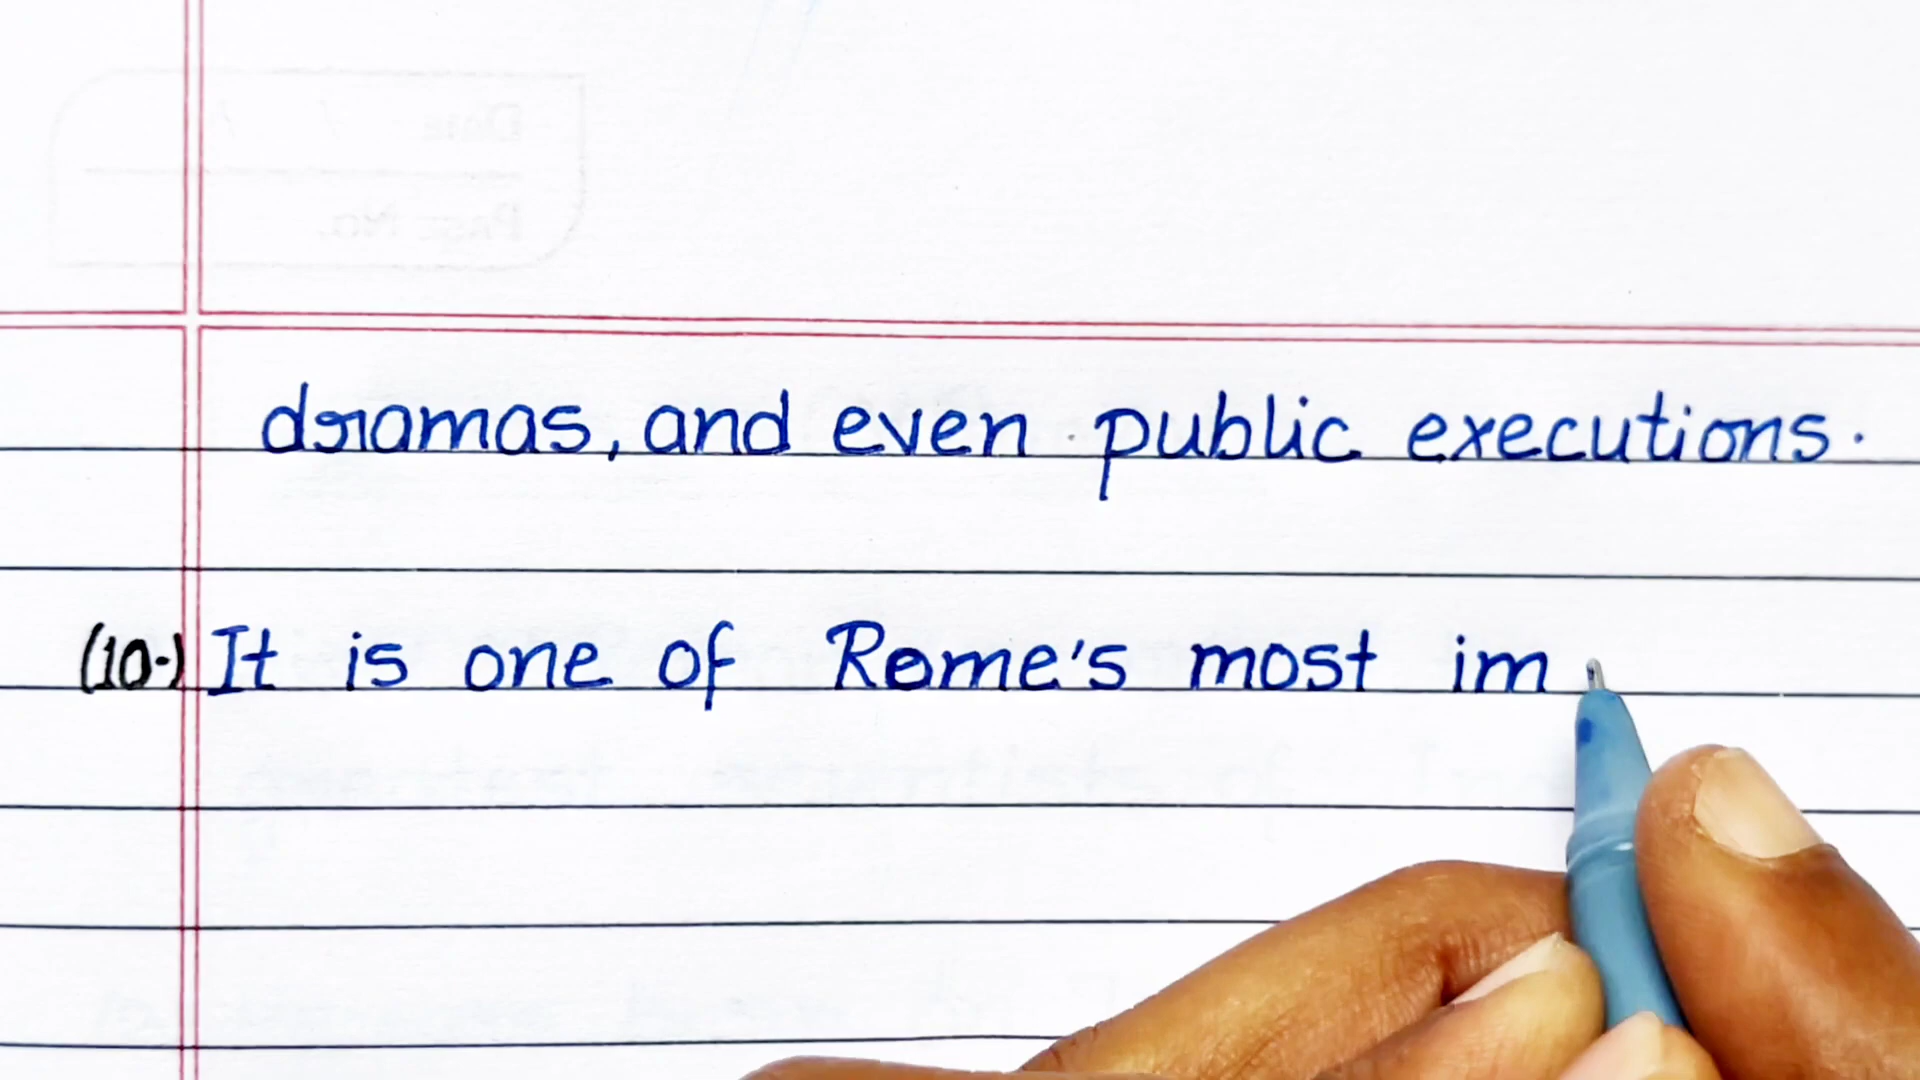 dramas, and even public executions.
(10.) It is one of Rome's most im